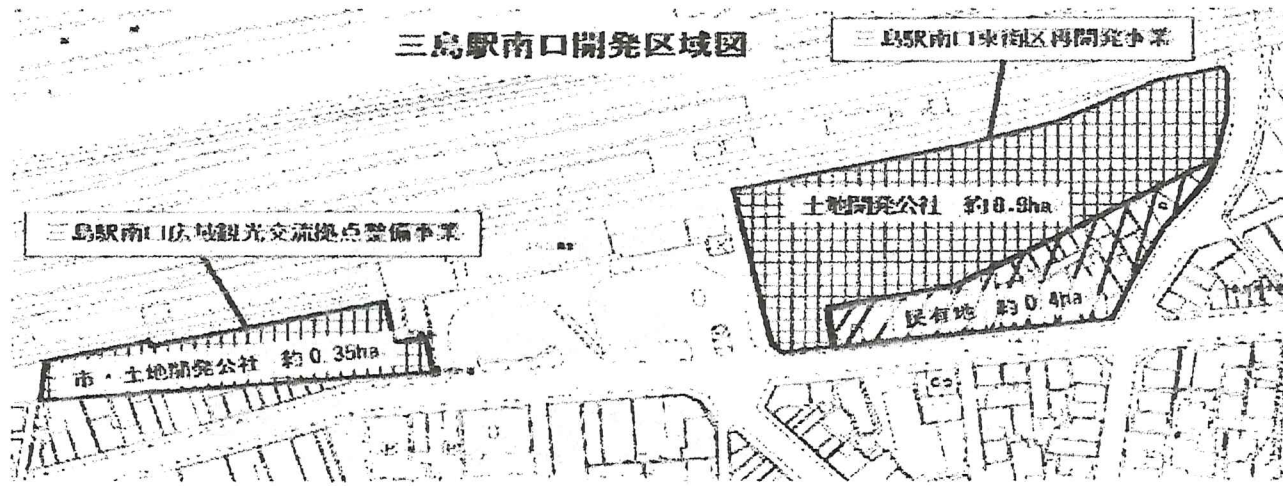 三島駅南口開発区域図
三島駅南口東街区再開発事業
土地開発公社 約0.9ha
三島駅南口広域観光交流拠点整備事業
民有地 約0.4ha
市・土地開発公社 約0.35ha